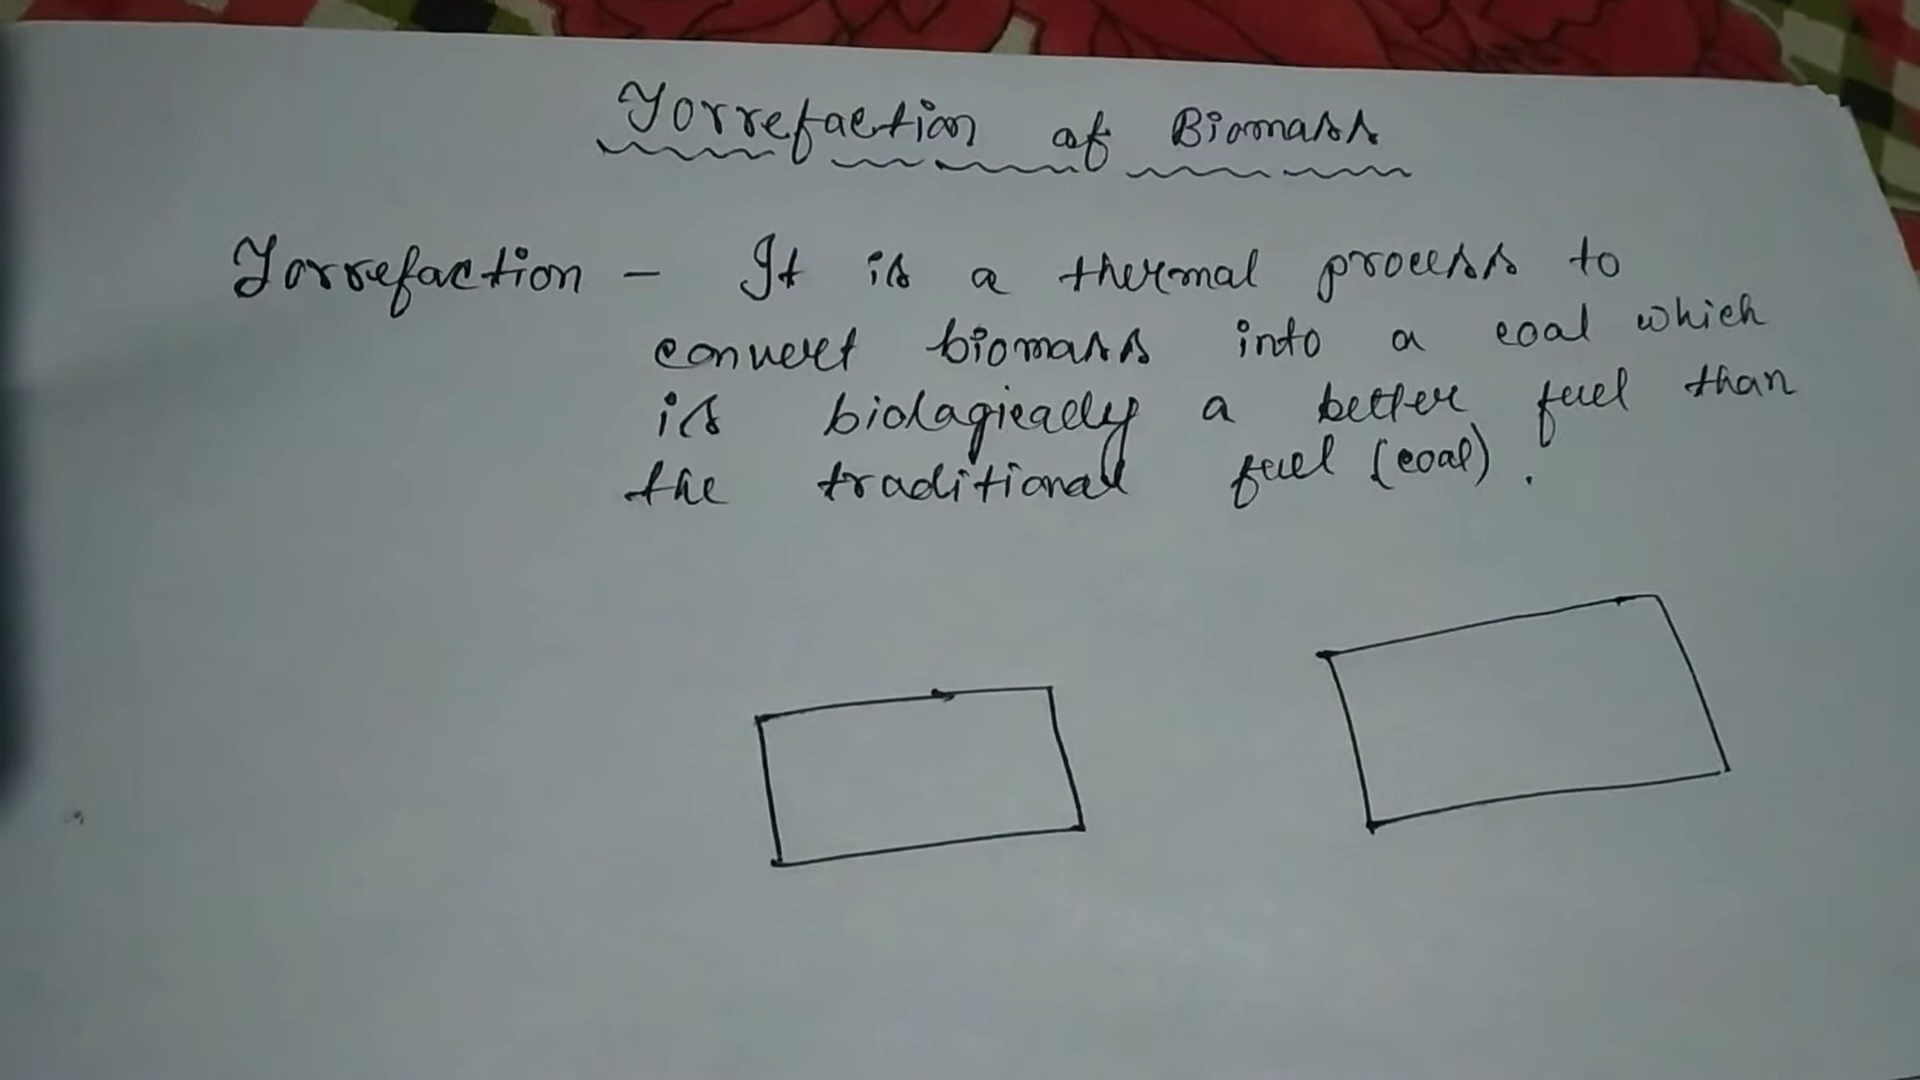 Torrefaction of Biomass
Torrefaction - It is a thermal process to
convert biomass into a coal which
is biologically a better fuel than
the traditional fuel (coal).